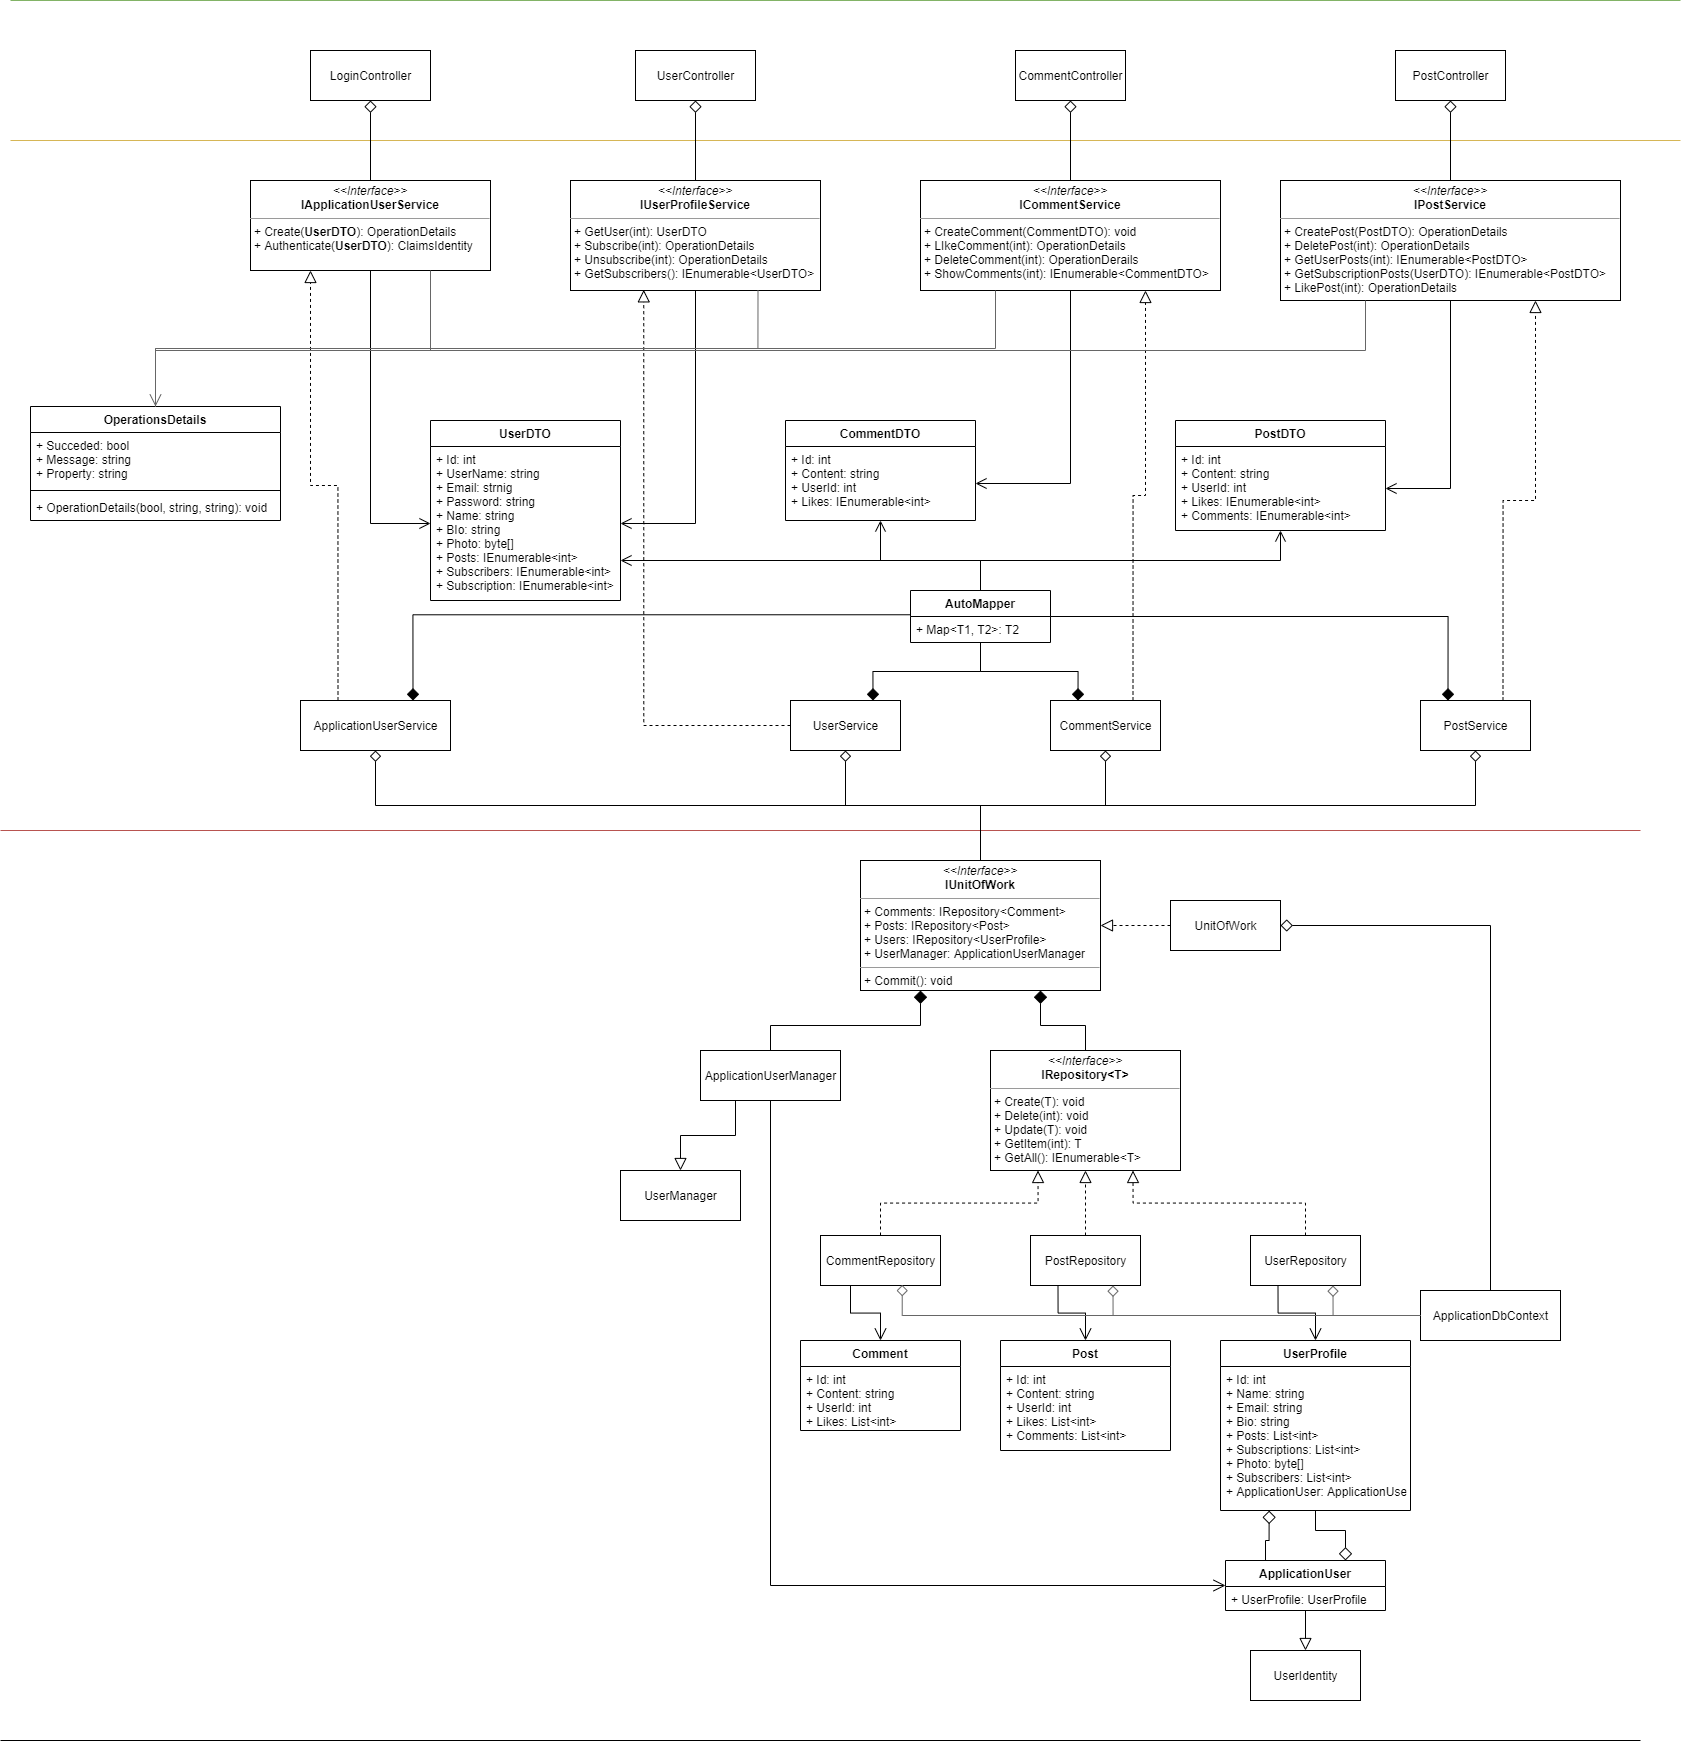 LoginController
UserController
CommentController
PostController
<<Interface>>
IApplicationUserService
+ Create(UserDTO): OperationDetails
+ Authenticate(UserDTO): ClaimsIdentity
<<Interface>>
IUserProfileService
+ GetUser(int): UserDTO
+ Subscribe(int): OperationDetails
+ Unsubscribe(int): OperationDetails
+ GetSubscribers(): IEnumerable<UserDTO>
<<Interface>>
ICommentService
+ CreateComment(CommentDTO): void
+ LIkeComment(int): OperationDetails
+ DeleteComment(int): OperationDerails
+ ShowComments(int): IEnumerable<CommentDTO>
<<Interface>>
IPostService
+ CreatePost(PostDTO): OperationDetails
+ DeletePost(int): OperationDetails
+ GetUserPosts(int): IEnumerable<PostDTO>
+ GetSubscriptionPosts(UserDTO): IEnumerable<PostDTO>
+ LikePost(int): OperationDetails
OperationsDetails
+ Succeded: bool
+ Message: string
+ Property: string
+ OperationDetails(bool, string, string): void
UserDTO
+ Id: int
+ UserName: string
+ Email: strnig
+ Password: string
+ Name: string
+ BIo: string
+ Photo: byte[]
+ Posts: IEnumerable<int>
+ Subscribers: IEnumerable<int>
+ Subscription: IEnumerable<int>
CommentDTO
+ Id: int
+ Content: string
+ UserId: int
+ Likes: IEnumerable<int>
PostDTO
+ Id: int
+ Content: string
+ UserId: int
+ Likes: IEnumerable<int>
+ Comments: IEnumerable<int>
AutoMapper
+ Map<T1, T2>: T2
ApplicationUserService
UserService
CommentService
PostService
<<Interface>>
IUnitOfWork
+ Comments: IRepository<Comment>
+ Posts: IRepository<Post>
+ Users: IRepository<UserProfile>
+ UserManager: ApplicationUserManager
+ Commit(): void
UnitOfWork
ApplicationUserManager
<<Interface>>
IRepository<T>
+ Create(T): void
+ Delete(int): void
+ Update(T): void
+ GetItem(int): T
+ GetAll(): IEnumerable<T>
UserManager
CommentRepository
PostRepository
UserRepository
ApplicationDbContext
Comment
+ Id: int
+ Content: string
+ UserId: int
+ Likes: List<int>
Post
+ Id: int
+ Content: string
+ UserId: int
+ Likes: List<int>
+ Comments: List<int>
UserProfile
+ Id: int
+ Name: string
+ Email: string
+ Bio: string
+ Posts: List<int>
+ Subscriptions: List<int>
+ Photo: byte[]
+ Subscribers: List<int>
+ ApplicationUser: ApplicationUse
ApplicationUser
+ UserProfile: UserProfile
UserIdentity